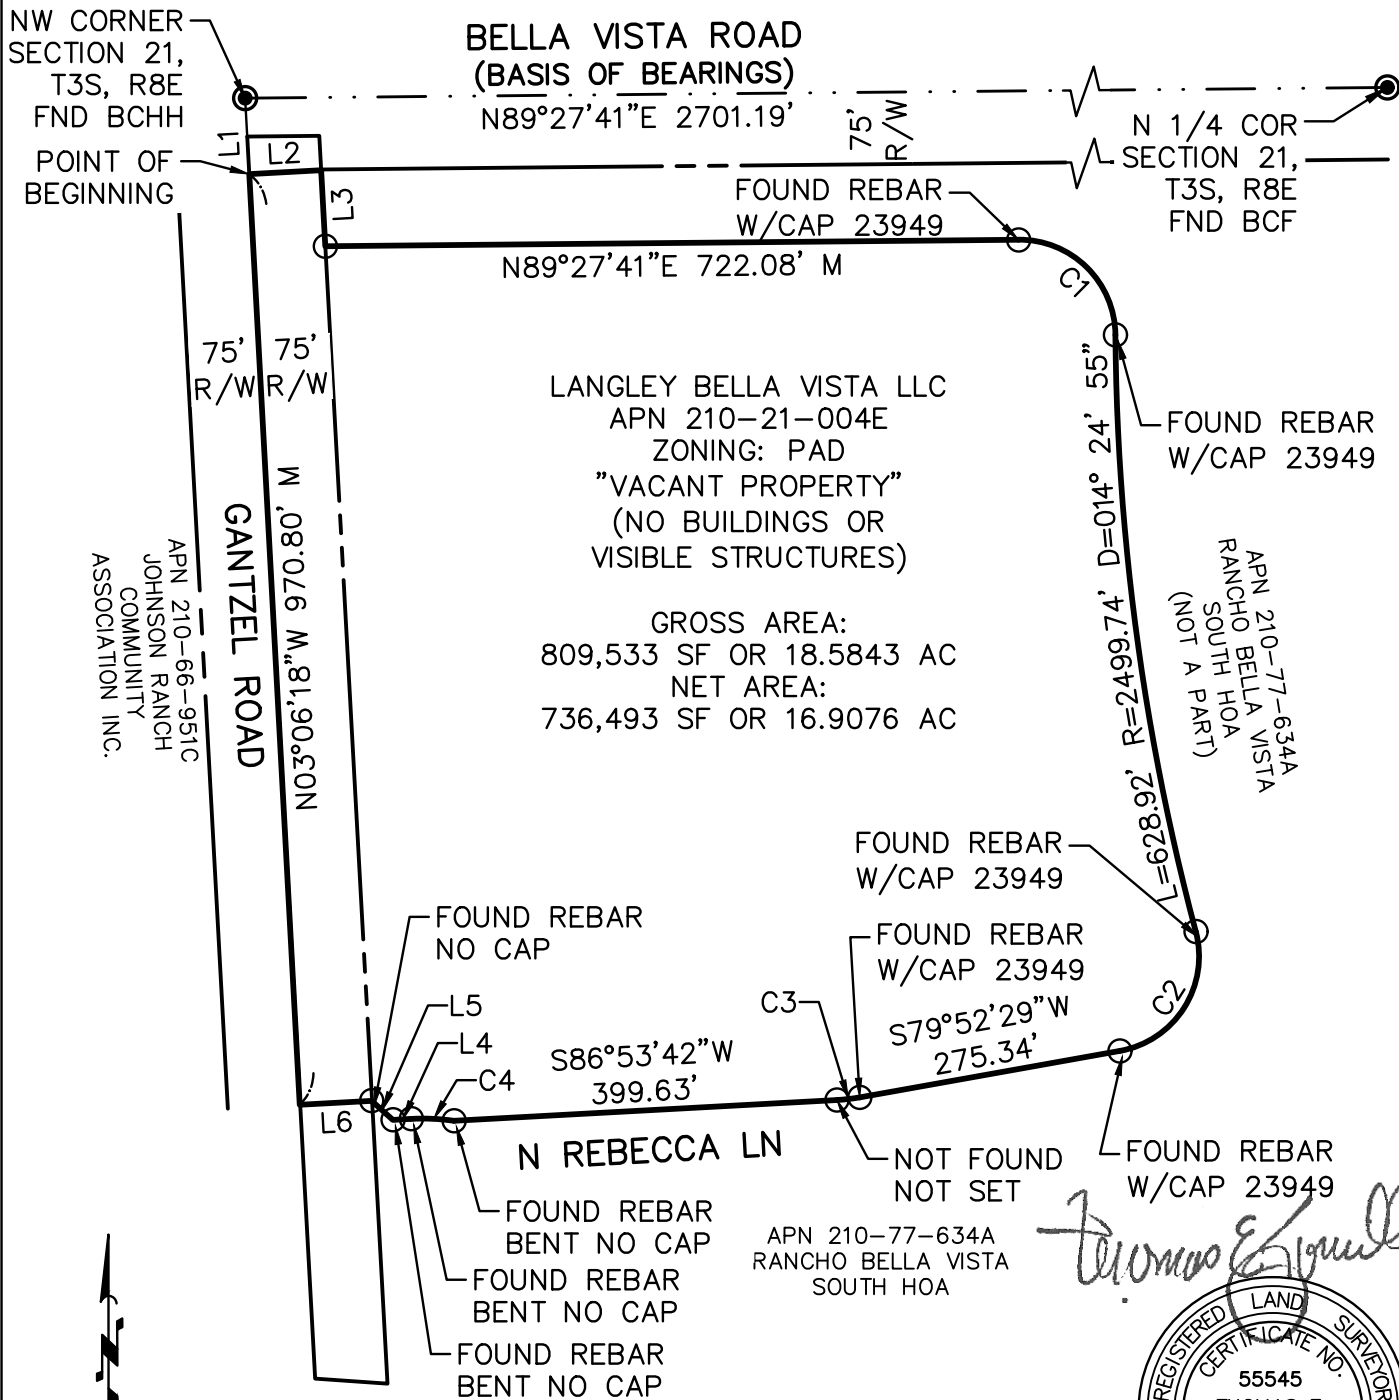 NW CORNER
SECTION 21,
T3S, R8E
FND BCHH
BELLA VISTA ROAD
(BASIS OF BEARINGS)
N89°27'41"E 2701.19'
75'
R/W
N 1/4 COR
SECTION 21,
T3S, R8E
FND BCF
L1
L2
L3
POINT OF
BEGINNING
FOUND REBAR
W/CAP 23949
N89°27'41"E 722.08' M
C1
75'
R/W
75'
R/W
LANGLEY BELLA VISTA LLC
APN 210-21-004E
ZONING: PAD
"VACANT PROPERTY"
(NO BUILDINGS OR
VISIBLE STRUCTURES)
GROSS AREA:
809,533 SF OR 18.5843 AC
NET AREA:
736,493 SF OR 16.9076 AC
FOUND REBAR
W/CAP 23949
L=628.92' R=2499.74' D=014° 24' 55"
APN 210-77-634A
RANCHO BELLA VISTA
SOUTH HOA
(NOT A PART)
N03°06'18"W 970.80' M
GANTZEL ROAD
APN 210-66-951C
JOHNSON RANCH
COMMUNITY
ASSOCIATION INC.
FOUND REBAR
W/CAP 23949
FOUND REBAR
NO CAP
FOUND REBAR
W/CAP 23949
L5
L4
C4
C3
C2
S79°52'29"W
275.34'
S86°53'42"W
399.63'
L6
N REBECCA LN
NOT FOUND
NOT SET
FOUND REBAR
W/CAP 23949
FOUND REBAR
BENT NO CAP
APN 210-77-634A
RANCHO BELLA VISTA
SOUTH HOA
FOUND REBAR
BENT NO CAP
FOUND REBAR
BENT NO CAP
REGISTERED LAND SURVEYOR
CERTIFICATE NO.
55545